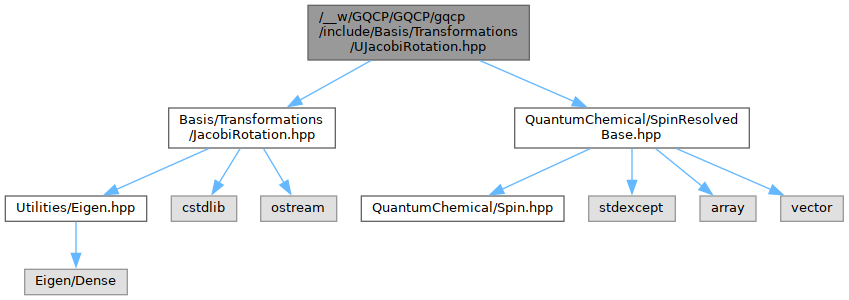 /__w/GQCP/GQCP/gqcp
/include/Basis/Transformations
/UJacobiRotation.hpp
Basis/Transformations
/JacobiRotation.hpp
QuantumChemical/SpinResolved
Base.hpp
Utilities/Eigen.hpp
cstdlib
ostream
QuantumChemical/Spin.hpp
stdexcept
array
vector
Eigen/Dense